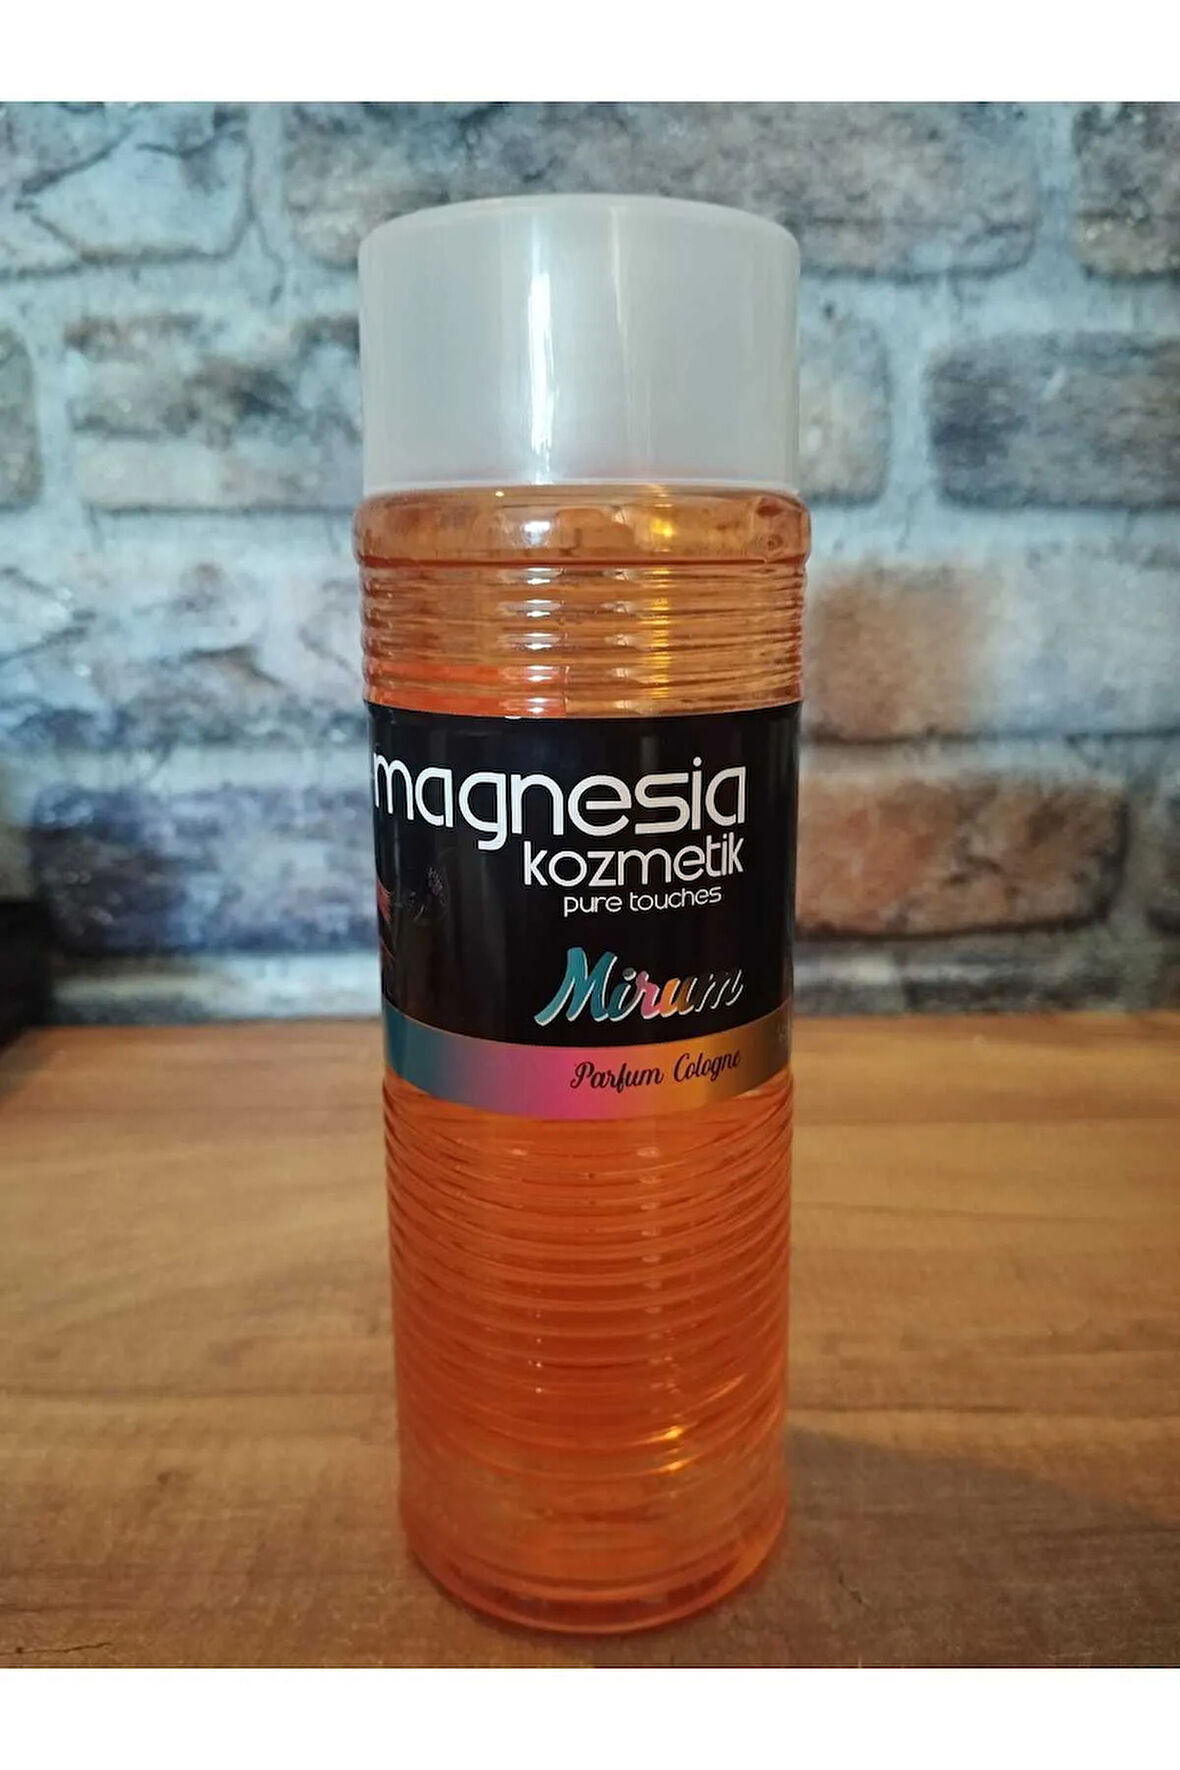 magnesia
kozmetik
pure touches
Mirum
Parfum Cologne